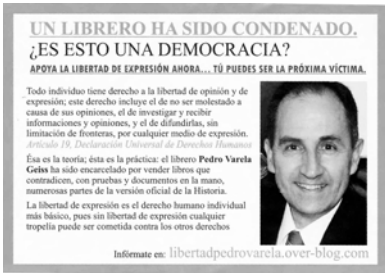 UN LIBRERO HA SIDO CONDENADO.
¿ES ESTO UNA DEMOCRACIA?
APOYA LA LIBERTAD DE EXPRESIÓN AHORA... TÚ PUEDES SER LA PRÓXIMA VÍCTIMA.
Todo individuo tiene derecho a la libertad de opinión y de
expresión; este derecho incluye el de no ser molestado a
causa de sus opiniones, el de investigar y recibir
informaciones y opiniones, y el de difundirlas, sin
limitación de fronteras, por cualquier medio de expresión.
Artículo 19, Declaración Universal de Derechos Humanos
Ésa es la teoría; ésta es la práctica: el librero Pedro Varela
Geiss ha sido encarcelado por vender libros que
contradicen, con pruebas y documentos en la mano,
numerosas partes de la versión oficial de la Historia.
La libertad de expresión es el derecho humano individual
más básico, pues sin libertad de expresión cualquier
tropelía puede ser cometida contra los otros derechos
Infórmate en: libertadpedrovarela.over-blog.com